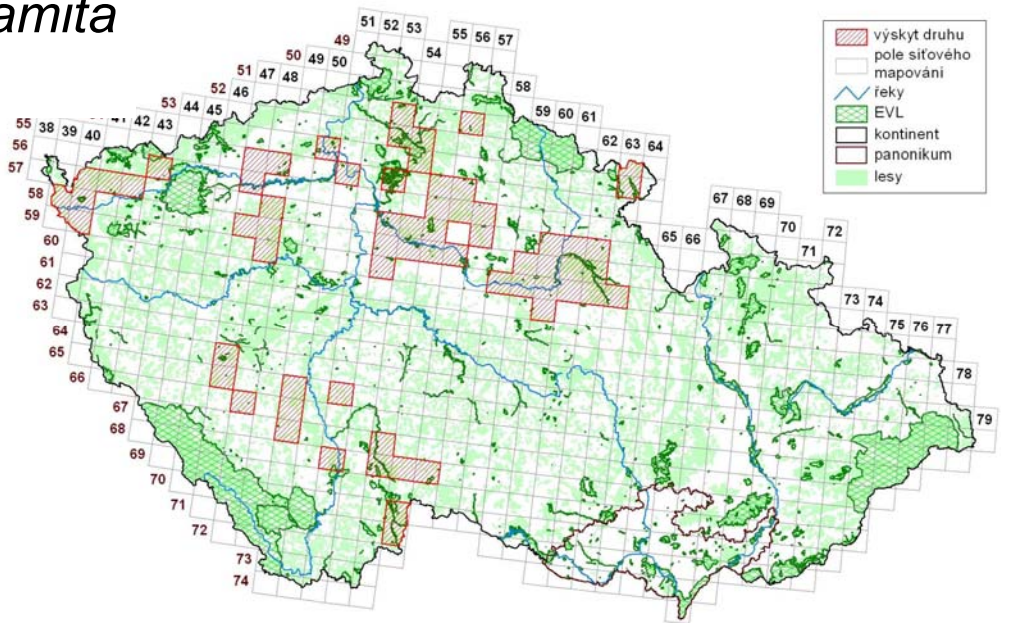 amita
51 52 53
54
55 56 57
49
50 49 50
51 47 48
52 46
53 44 45
58
59 60 61
62 63 64
55 38 39 40
42 43
56
57
58
59
60
61
62
63
64
65
66
67
68
69
70
71
72
73
74
65 66
67 68 69
70
71
72
73 74
75 76 77
78
79
výskyt druhu
pole síťového
mapování
řeky
EVL
kontinent
panonikum
lesy